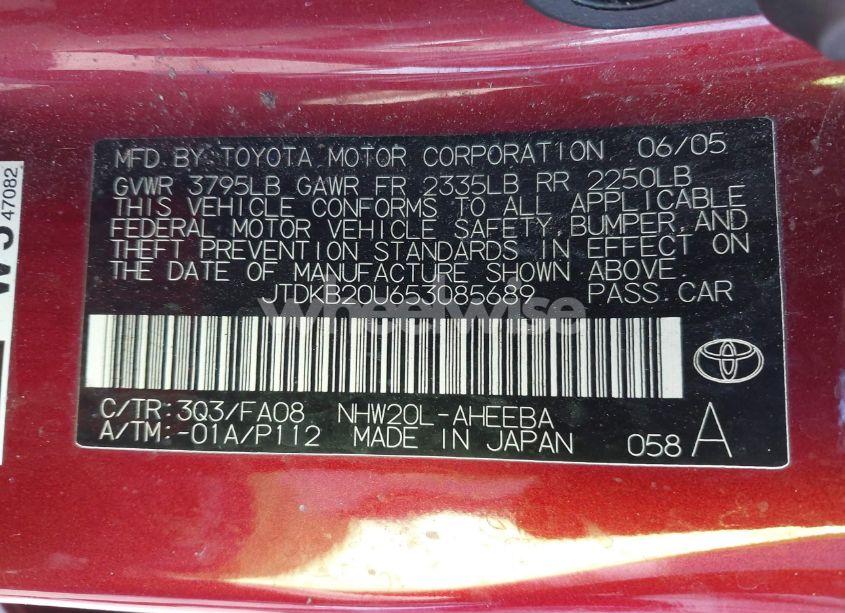 MFD BY TOYOTA MOTOR CORPORATION 06/05
GVWR 3795LB GAWR FR 2335LB RR 2250LB
THIS VEHICLE CONFORMS TO ALL APPLICABLE
FEDERAL MOTOR VEHICLE SAFETY, BUMPER, AND
THEFT PREVENTION STANDARDS IN EFFECT ON
THE DATE OF MANUFACTURE SHOWN ABOVE.
JTDKB20U653085689 PASS. CAR
wheelwise
C/TR:3Q3/FA08 NHW20L-AHEEBA
A/TM:-01A/P112 MADE IN JAPAN 058 A
47082